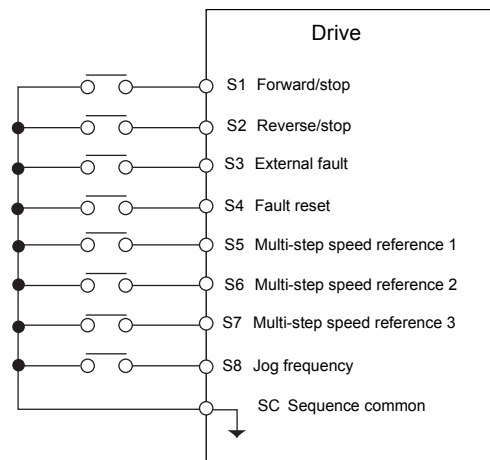 Drive
S1 Forward/stop
S2 Reverse/stop
S3 External fault
S4 Fault reset
S5 Multi-step speed reference 1
S6 Multi-step speed reference 2
S7 Multi-step speed reference 3
S8 Jog frequency
SC Sequence common